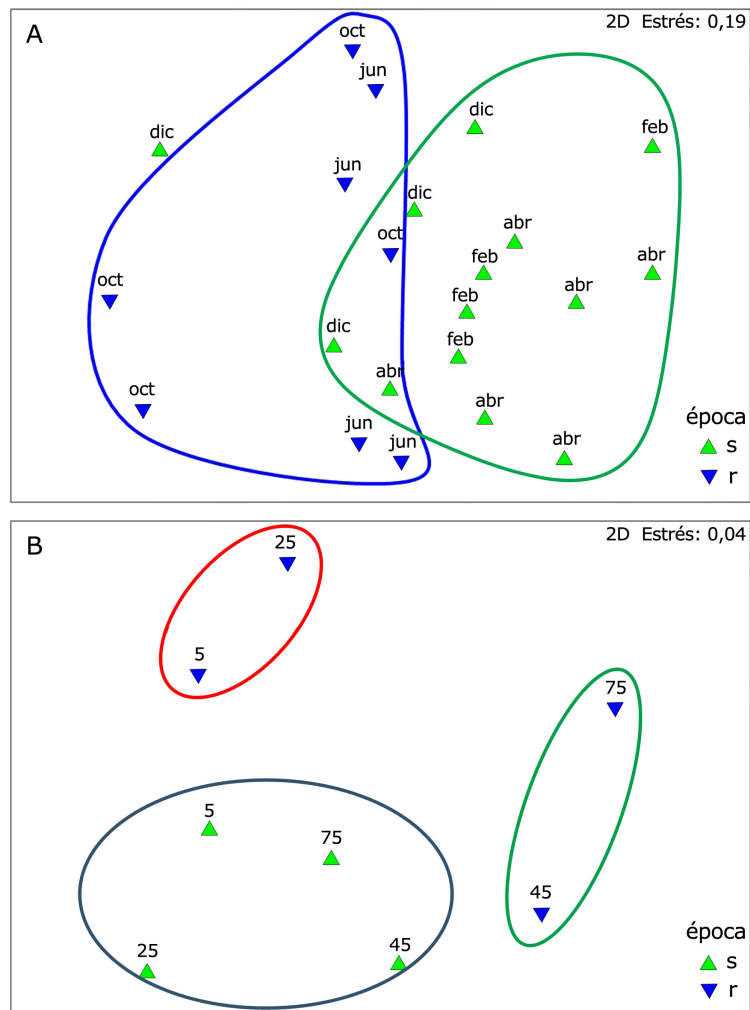 A
2D Estrés: 0,19
oct
jun
dic
dic
feb
jun
dic
abr
oct
feb
abr
oct
feb
abr
dic
feb
abr
oct
abr
jun
jun
abr
época
s
r
B
2D Estrés: 0,04
25
5
75
5
75
45
25
45
época
s
r